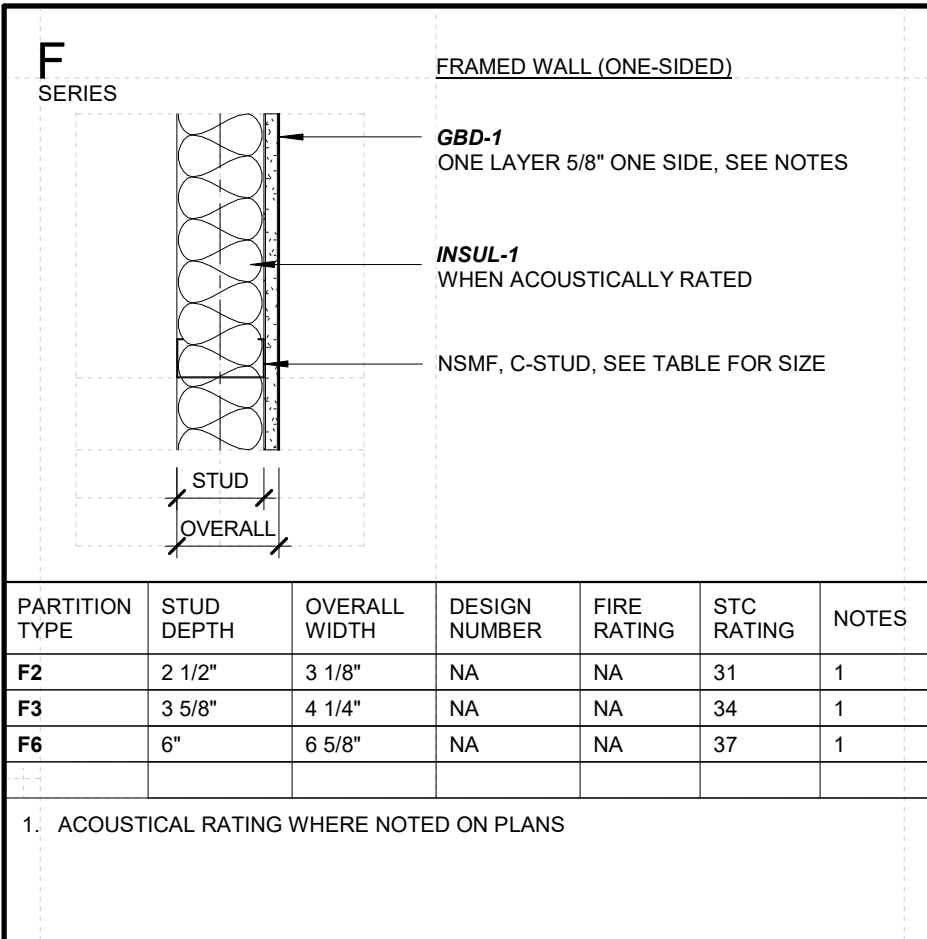 F
SERIES
FRAMED WALL (ONE-SIDED)
GBD-1
ONE LAYER 5/8" ONE SIDE, SEE NOTES
INSUL-1
WHEN ACOUSTICALLY RATED
NSMF, C-STUD, SEE TABLE FOR SIZE
STUD
OVERALL
PARTITION TYPE STUD DEPTH OVERALL WIDTH DESIGN NUMBER FIRE RATING STC RATING NOTES
F2 2 1/2" 3 1/8" NA NA 31 1
F3 3 5/8" 4 1/4" NA NA 34 1
F6 6" 6 5/8" NA NA 37 1
1. ACOUSTICAL RATING WHERE NOTED ON PLANS